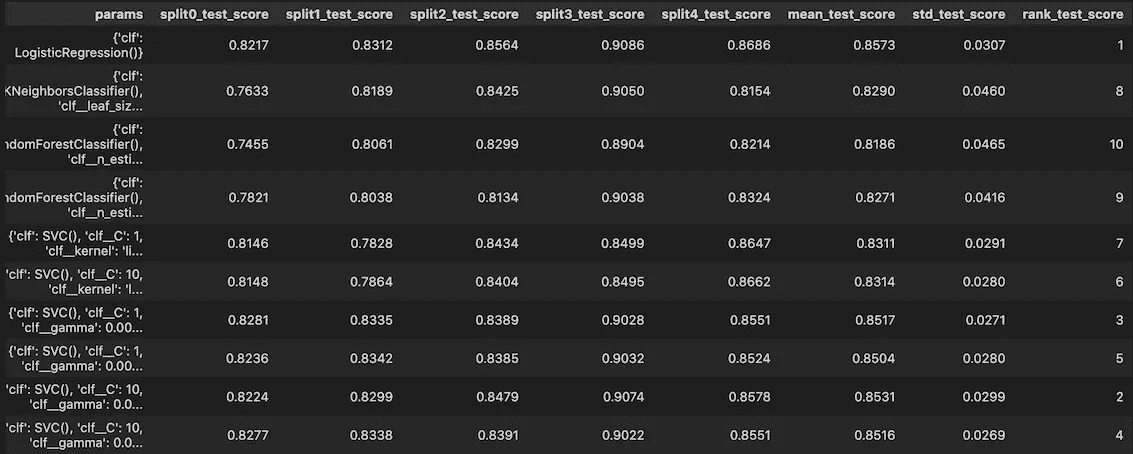 params split0_test_score split1_test_score split2_test_score split3_test_score split4_test_score mean_test_score std_test_score rank_test_score
{'clf':
LogisticRegression()} 0.8217 0.8312 0.8564 0.9086 0.8686 0.8573 0.0307 1
{'clf':
KNeighborsClassifier(), 0.7633 0.8189 0.8425 0.9050 0.8154 0.8290 0.0460 8
'clf__leaf_siz...
{'clf':
ndomForestClassifier(), 0.7455 0.8061 0.8299 0.8904 0.8214 0.8186 0.0465 10
'clf__n_esti...
{'clf':
ndomForestClassifier(), 0.7821 0.8038 0.8134 0.9038 0.8324 0.8271 0.0416 9
'clf__n_esti...
{'clf': SVC(), 'clf__C': 1, 0.8146 0.7828 0.8434 0.8499 0.8647 0.8311 0.0291 7
'clf__kernel': 'li...
'clf': SVC(), 'clf__C': 10, 0.8148 0.7864 0.8404 0.8495 0.8662 0.8314 0.0280 6
'clf__kernel': 'l...
{'clf': SVC(), 'clf__C': 1, 0.8281 0.8335 0.8389 0.9028 0.8551 0.8517 0.0271 3
'clf__gamma': 0.00...
{'clf': SVC(), 'clf__C': 1, 0.8236 0.8342 0.8385 0.9032 0.8524 0.8504 0.0280 5
'clf__gamma': 0.00...
'clf': SVC(), 'clf__C': 10, 0.8224 0.8299 0.8479 0.9074 0.8578 0.8531 0.0299 2
'clf__gamma': 0.0...
'clf': SVC(), 'clf__C': 10, 0.8277 0.8338 0.8391 0.9022 0.8551 0.8516 0.0269 4
'clf__gamma': 0.0...